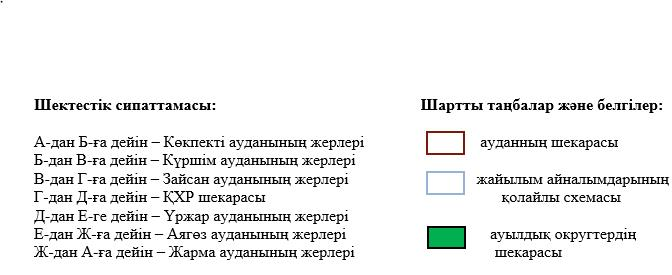 Шектестік сипаттамасы:
А-дан Б-ға дейін – Көкпекті ауданының жерлері
Б-дан В-ға дейін – Күршім ауданының жерлері
В-дан Г-ға дейін – Зайсан ауданының жерлері
Г-дан Д-ға дейін – ҚХР шекарасы
Д-дан Е-ге дейін – Үржар ауданының жерлері
Е-дан Ж-ға дейін – Аягөз ауданының жерлері
Ж-дан А-ға дейін – Жарма ауданының жерлері
Шартты таңбалар және белгілер:
ауданның шекарасы
жайылым айналымдарының
қолайлы схемасы
ауылдық округтердің
шекарасы